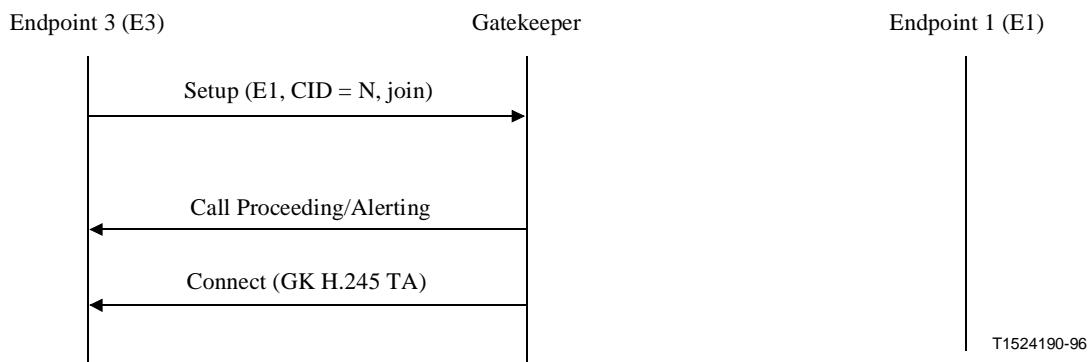 Endpoint 3 (E3)
Gatekeeper
Endpoint 1 (E1)
Setup (E1, CID = N, join)
Call Proceeding/Alerting
Connect (GK H.245 TA)
T1524190-96